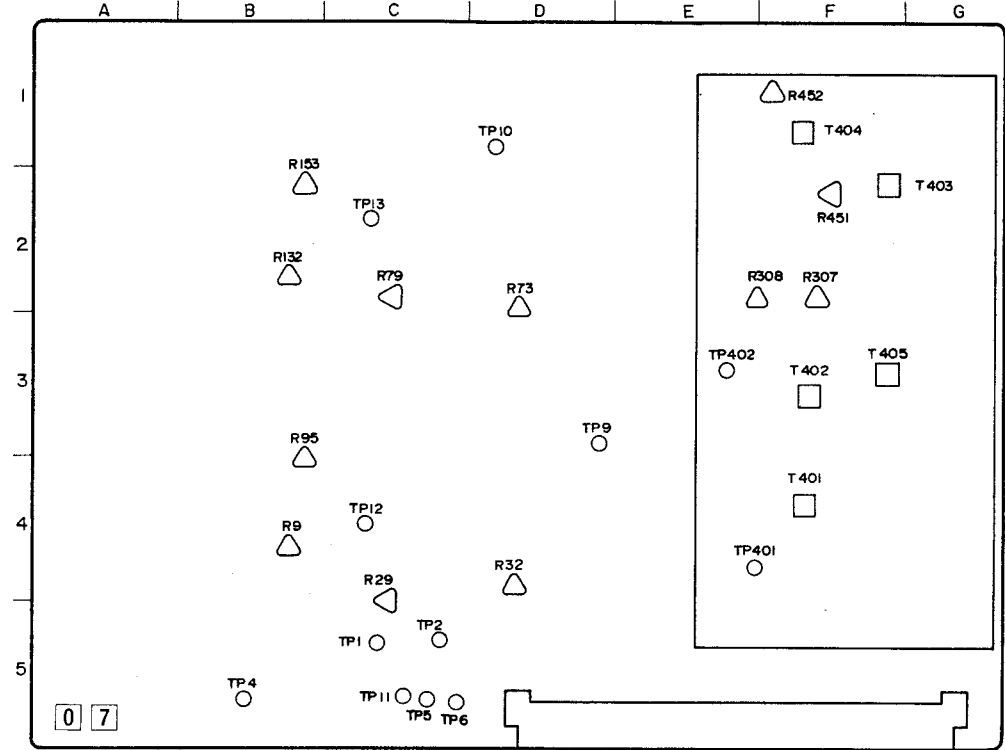 A B C D E F G
1
R452
TP10
T404
R153
T403
TP13
R451
2
R132
R79
R308 R307
R73
TP402
T405
3
T402
TP9
R95
T401
TP12
4
R9
TP401
R32
R29
TP2
TP1
5
TP4
TP11
TP5 TP6
0 7